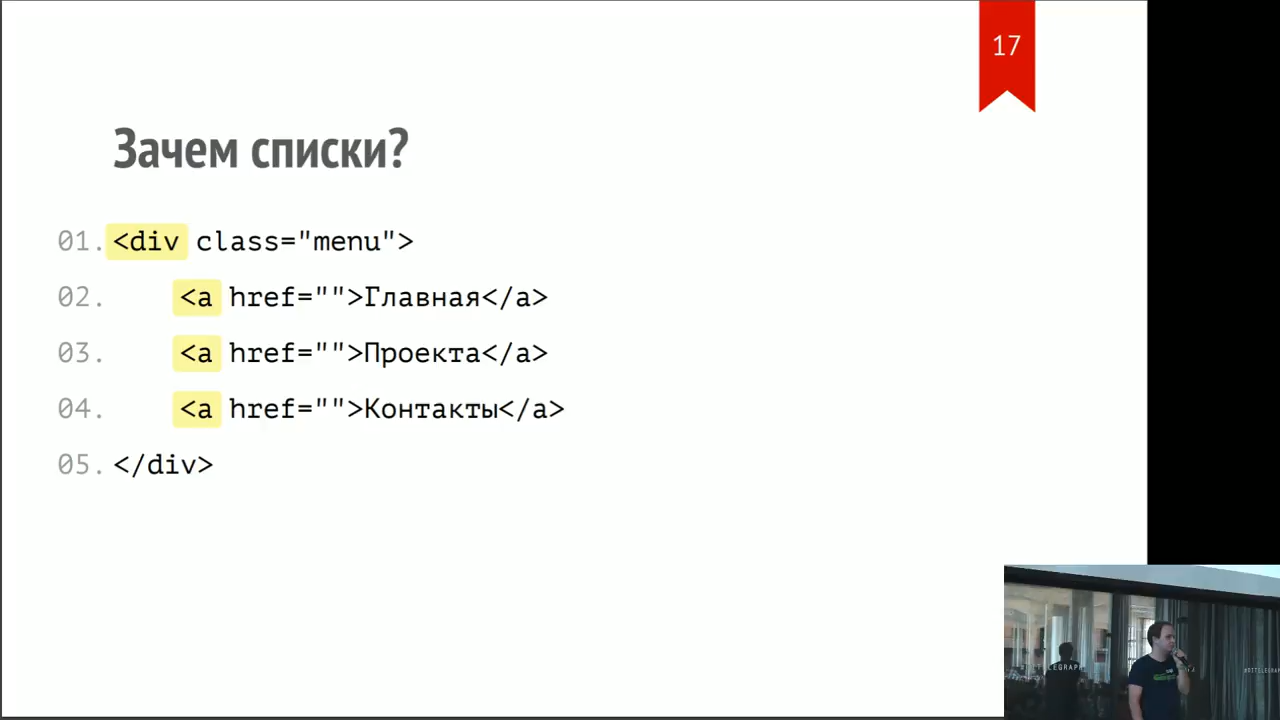 17
Зачем списки?
01. <div class="menu">
02. <a href="">Главная</a>
03. <a href="">Проекта</a>
04. <a href="">Контакты</a>
05. </div>